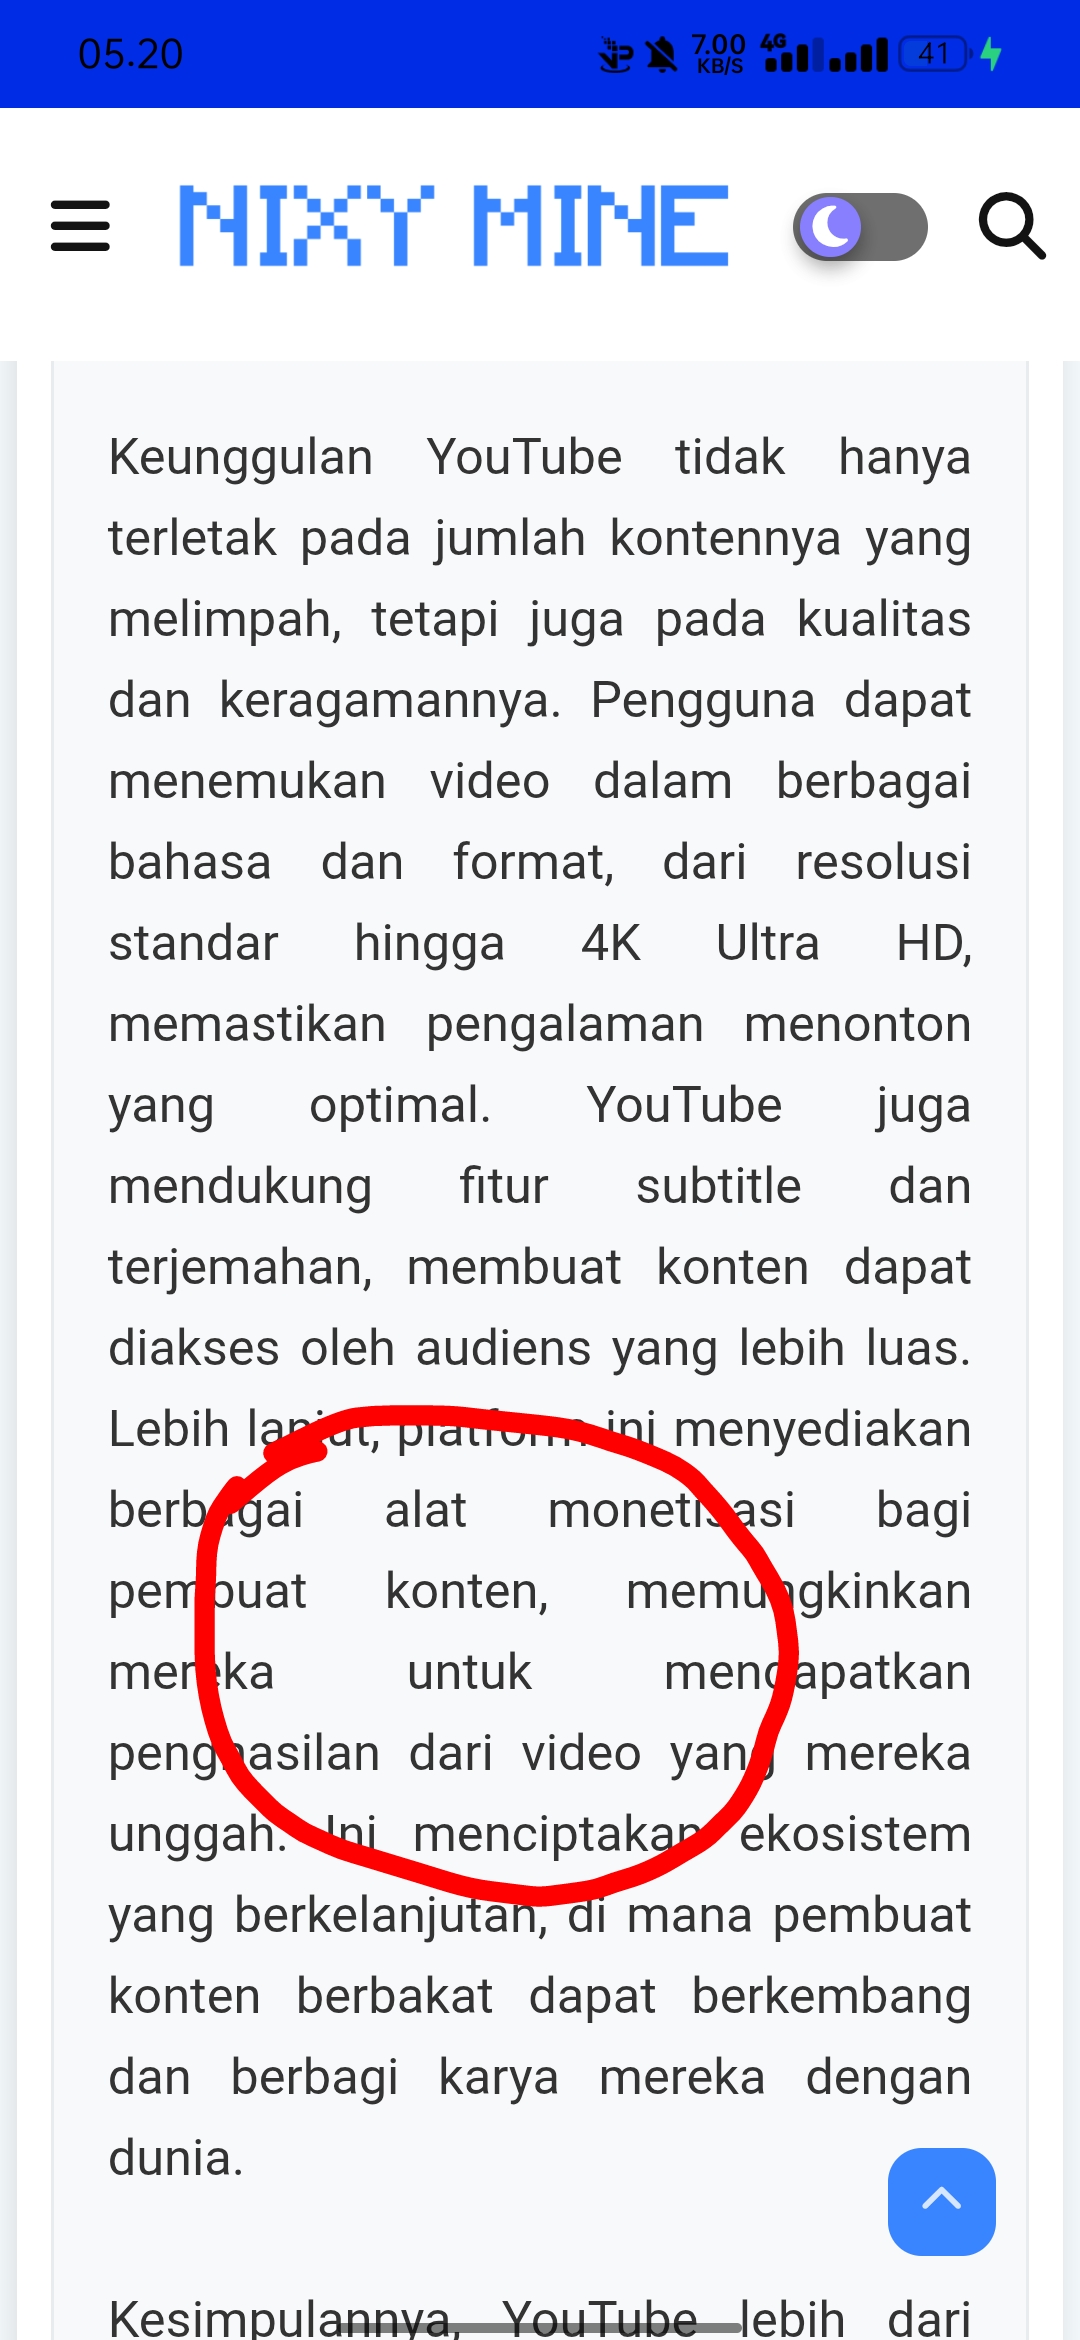 05.20
7.00
KB/S
4G
41
NIXY MINE
Keunggulan YouTube tidak hanya
terletak pada jumlah kontennya yang
melimpah, tetapi juga pada kualitas
dan keragamannya. Pengguna dapat
menemukan video dalam berbagai
bahasa dan format, dari resolusi
standar hingga 4K Ultra HD,
memastikan pengalaman menonton
yang optimal. YouTube juga
mendukung fitur subtitle dan
terjemahan, membuat konten dapat
diakses oleh audiens yang lebih luas.
Lebih lanjut, platform ini menyediakan
berbagai alat monetisasi bagi
pembuat konten, memungkinkan
mereka untuk mendapatkan
penghasilan dari video yang mereka
unggah. Ini menciptakan ekosistem
yang berkelanjutan, di mana pembuat
konten berbakat dapat berkembang
dan berbagi karya mereka dengan
dunia.
Kesimpulannya, YouTube lebih dari